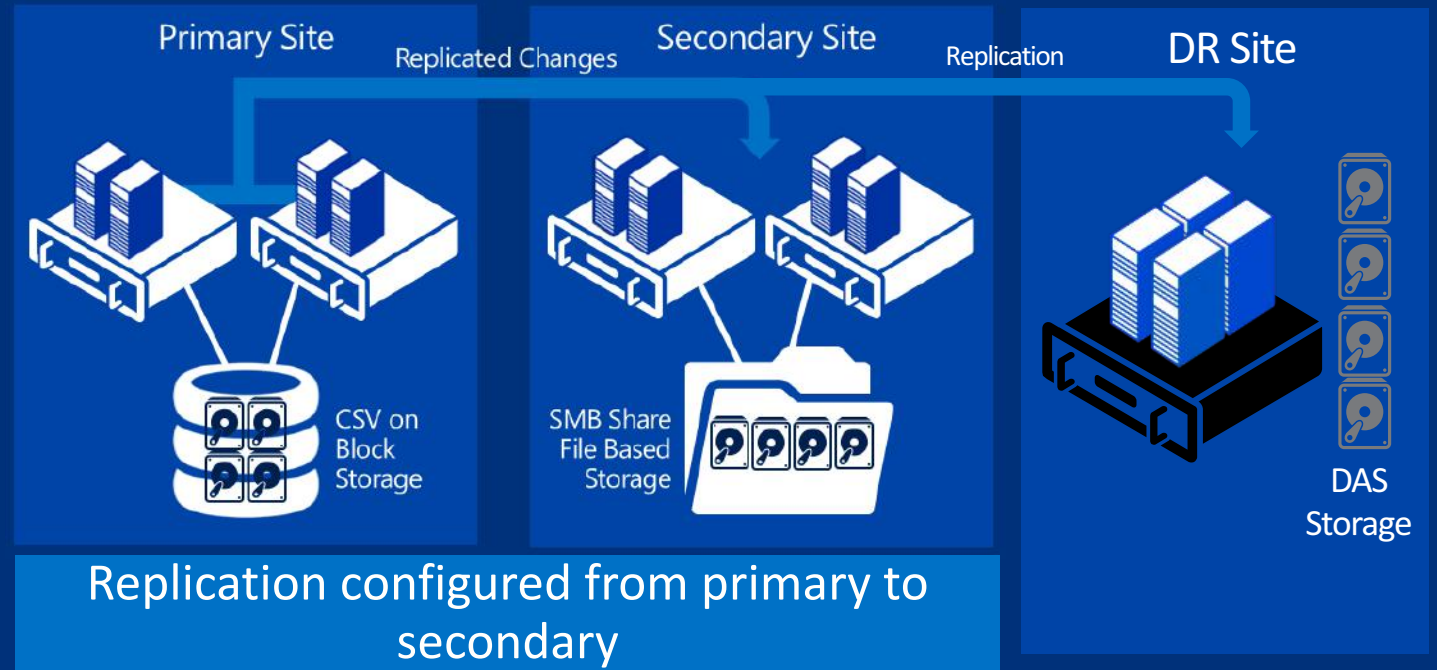 Primary Site
Replicated Changes
Secondary Site
Replication
DR Site
CSV on
Block
Storage
SMB Share
File Based
Storage
DAS
Storage
Replication configured from primary to
secondary